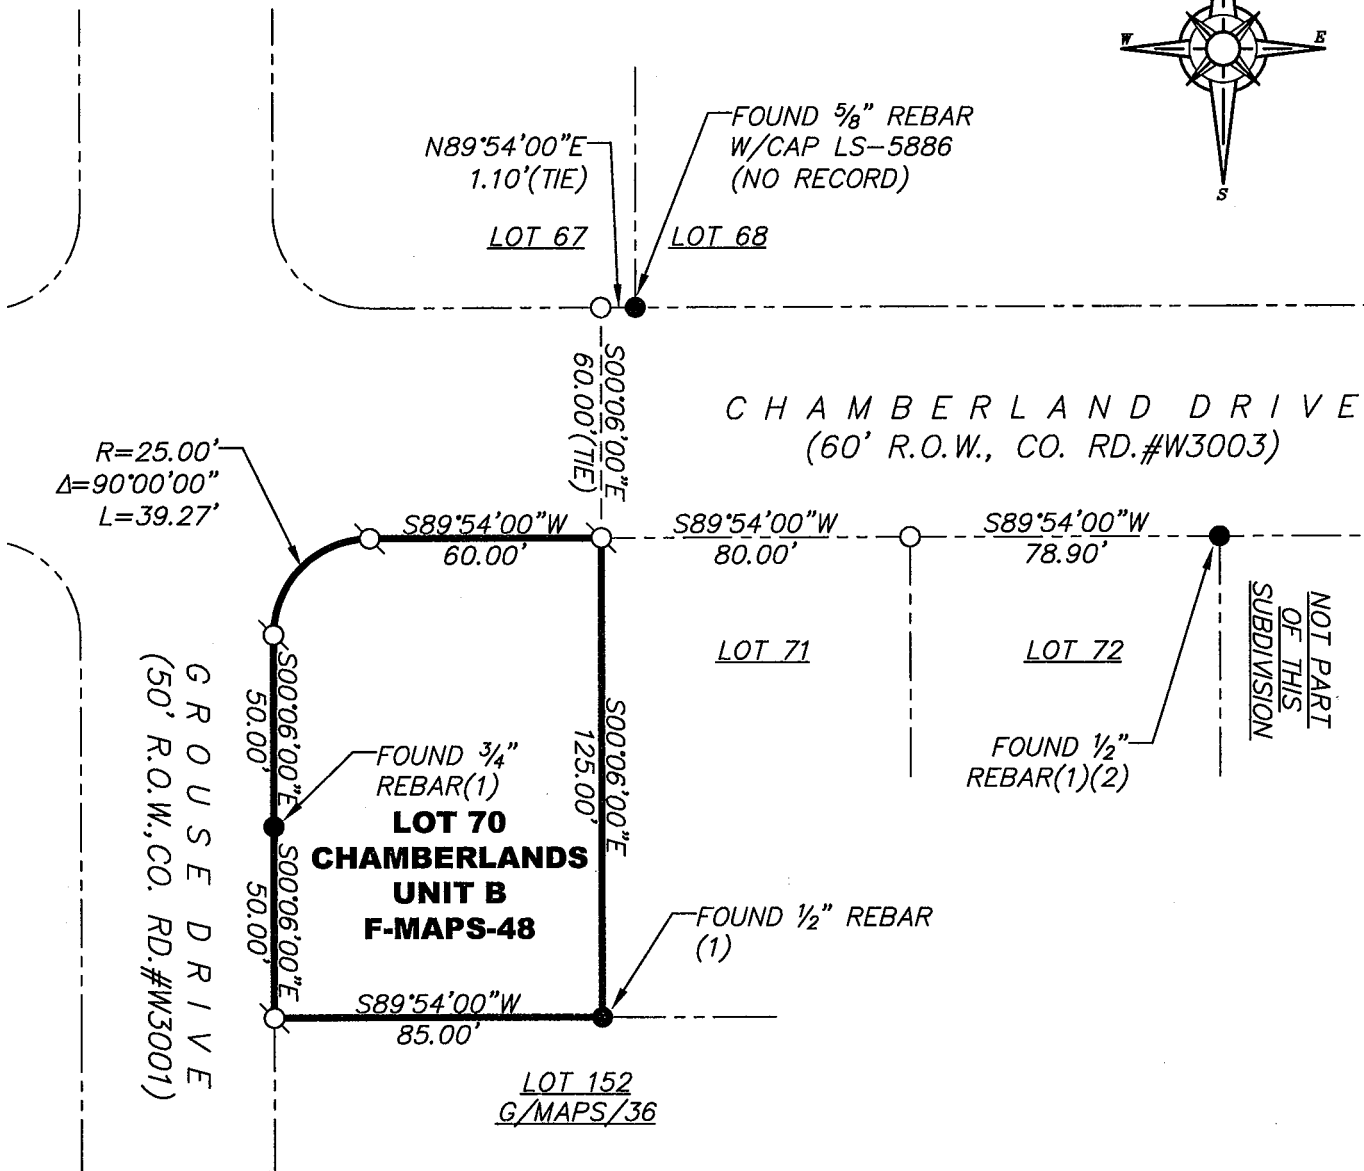 W
E
S
FOUND 5/8" REBAR
W/CAP LS-5886
(NO RECORD)
N89°54'00"E
1.10'(TIE)
LOT 67
LOT 68
S00°06'00"E
60.00'(TIE)
CHAMBERLAND DRIVE
(60' R.O.W., CO. RD.#W3003)
R=25.00'
Δ=90°00'00"
L=39.27'
S89°54'00"W
60.00'
S89°54'00"W
80.00'
S89°54'00"W
78.90'
NOT PART
OF THIS
SUBDIVISION
LOT 71
LOT 72
GROUSE DRIVE
(50' R.O.W.,CO. RD.#W3001)
S00°06'00"E
50.00'
S00°06'00"E
125.00'
FOUND 3/4"
REBAR(1)
FOUND 1/2"
REBAR(1)(2)
LOT 70
CHAMBERLANDS
UNIT B
F-MAPS-48
S00°06'00"E
50.00'
FOUND 1/2" REBAR
(1)
S89°54'00"W
85.00'
LOT 152
G/MAPS/36